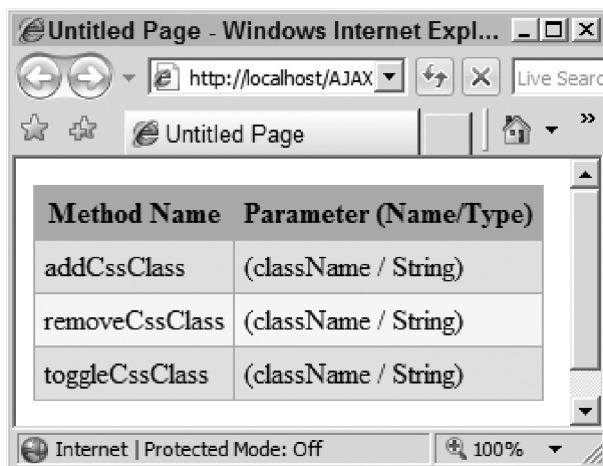 Untitled Page - Windows Internet Expl...
http://localhost/AJAX
Live Searc
Untitled Page
»
Method Name Parameter (Name/Type)
addCssClass (className / String)
removeCssClass (className / String)
toggleCssClass (className / String)
Internet | Protected Mode: Off 100%